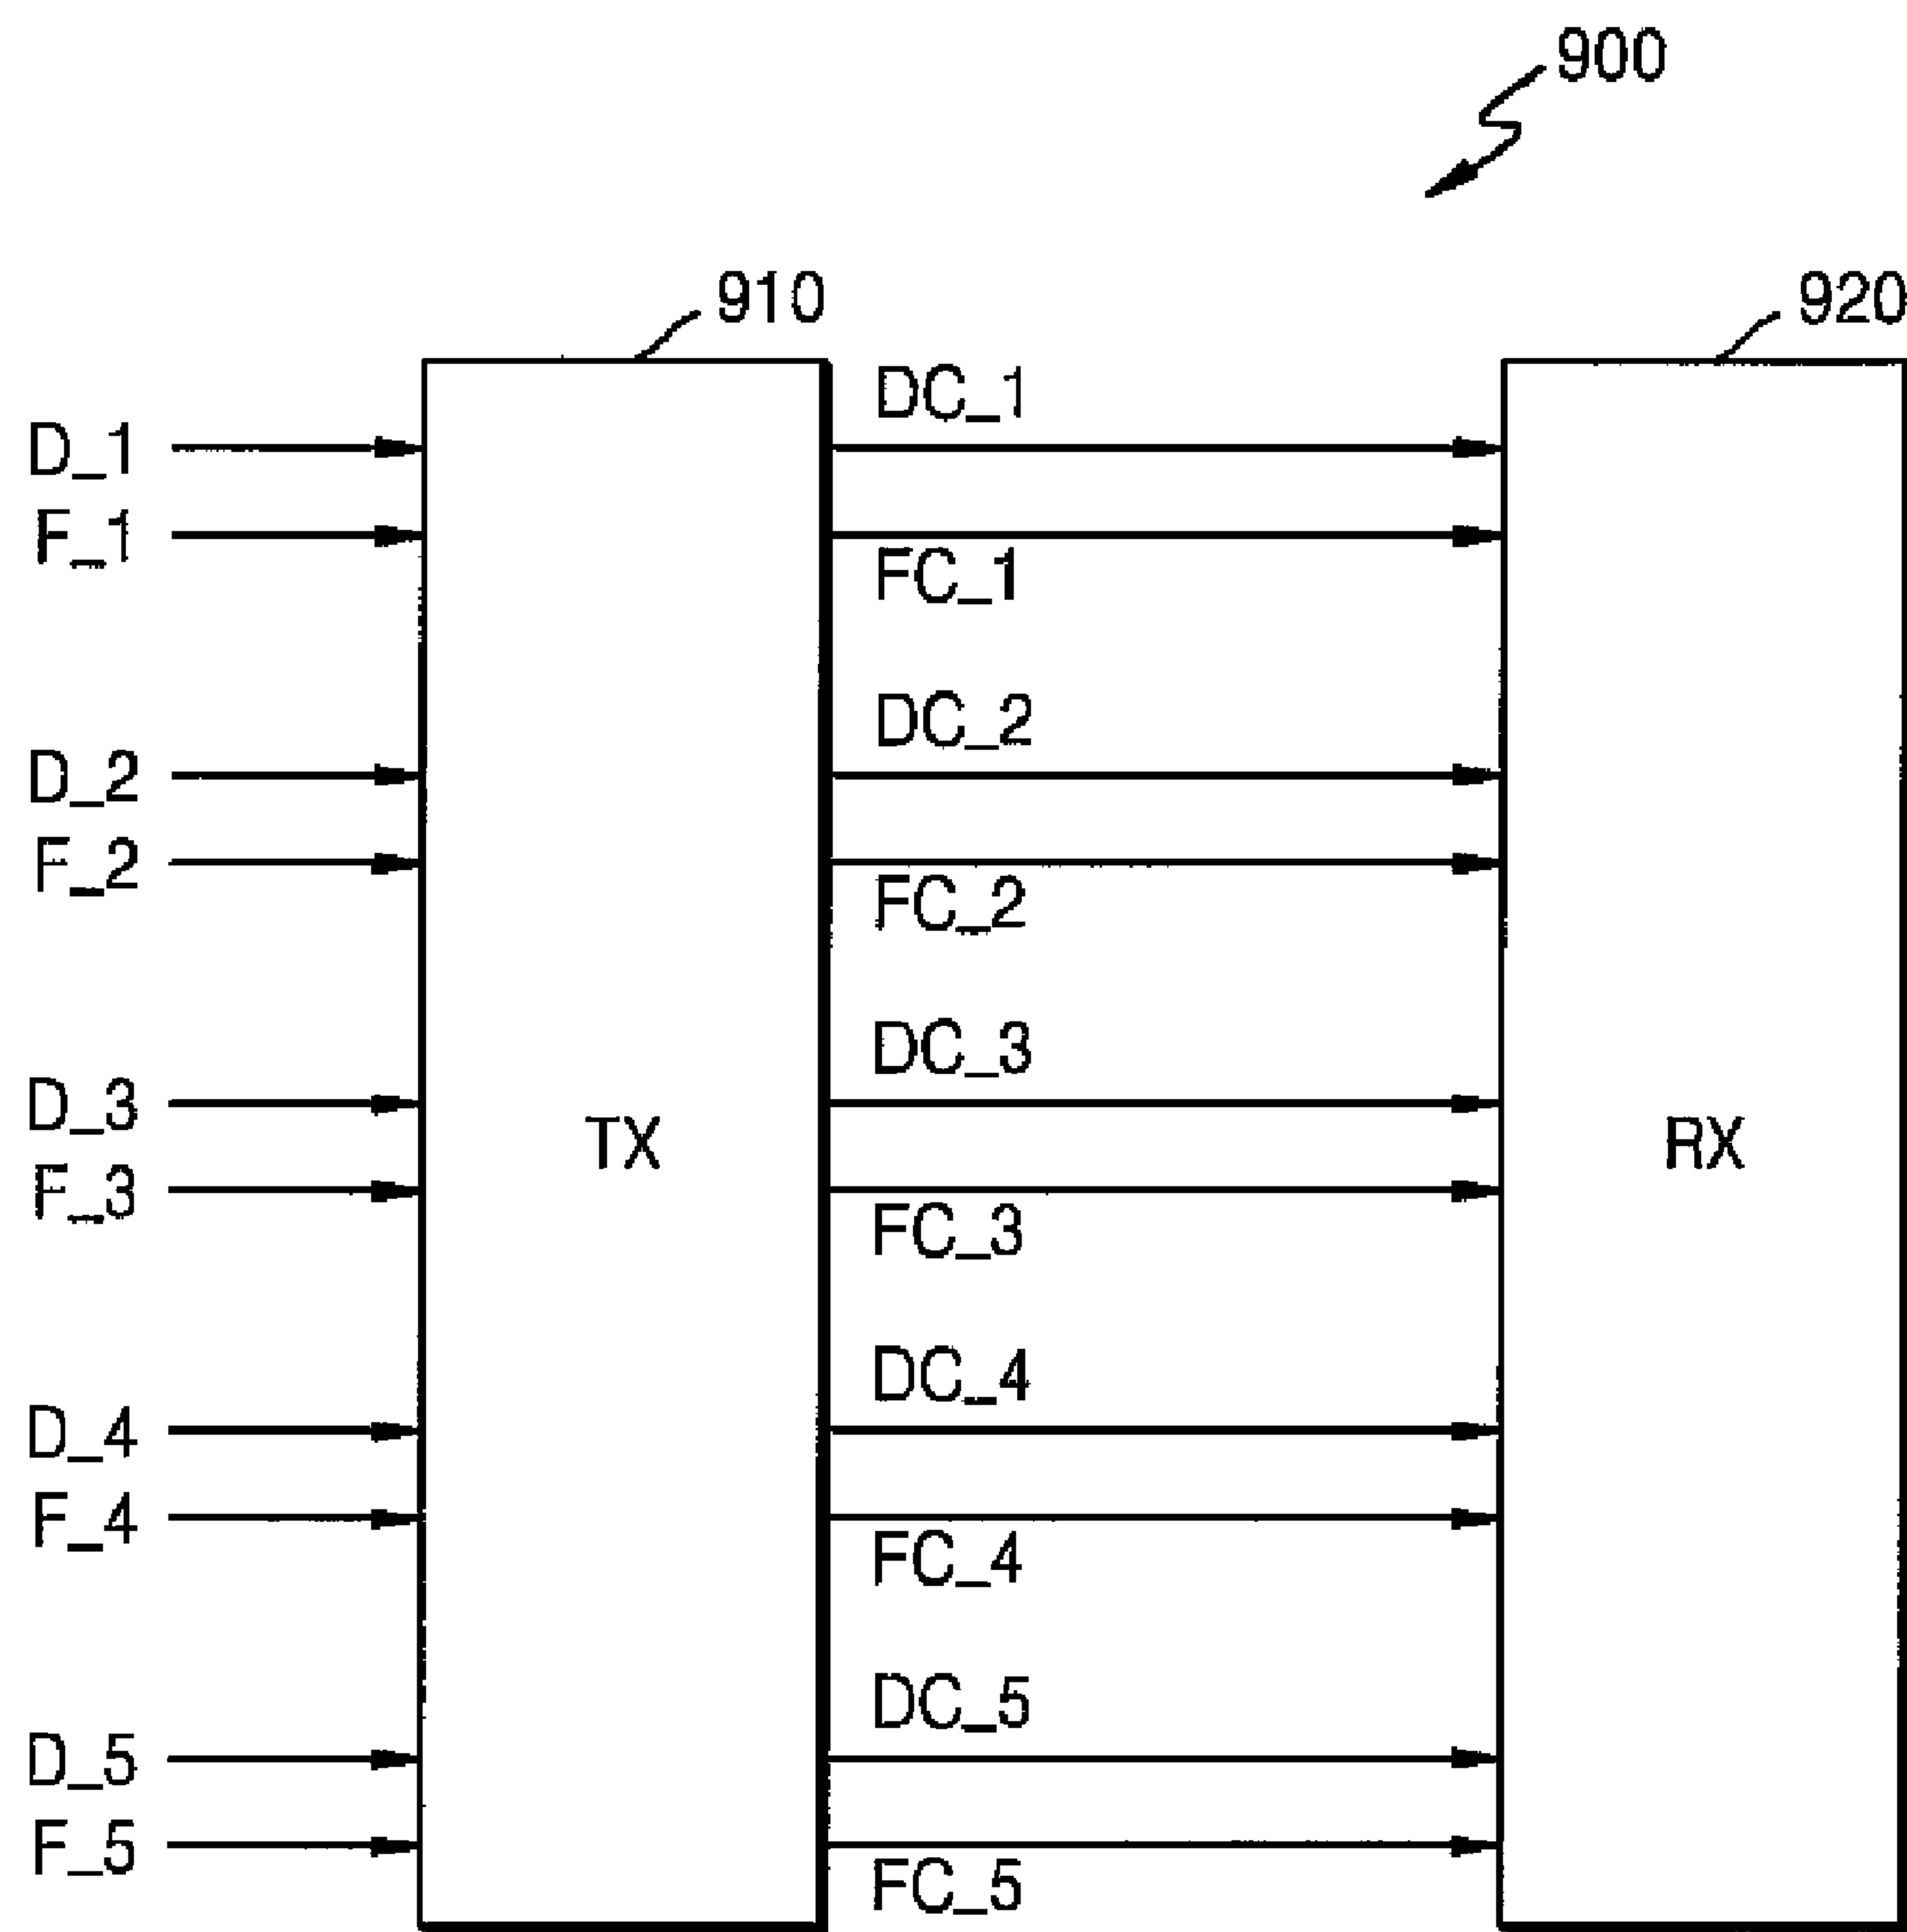 900
910
920
D_1
F_1
D_2
F_2
D_3
F_3
D_4
F_4
D_5
F_5
TX
DC_1
FC_1
DC_2
FC_2
DC_3
FC_3
DC_4
FC_4
DC_5
FC_5
RX